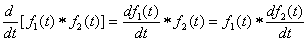 d/dt [f₁(t) * f₂(t)] = df₁(t)/dt * f₂(t) = f₁(t) * df₂(t)/dt